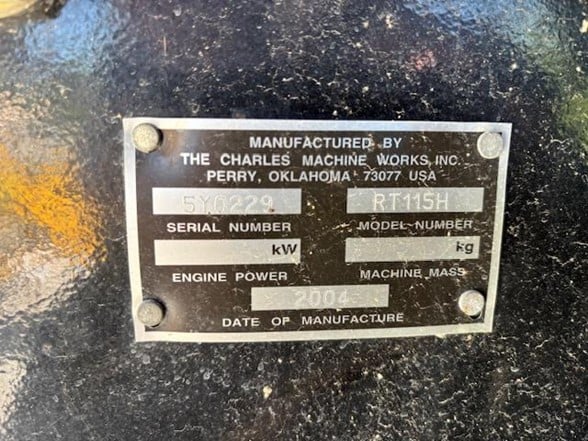 MANUFACTURED BY
THE CHARLES MACHINE WORKS, INC.
PERRY, OKLAHOMA 73077 USA
5Y0229 RT115H
SERIAL NUMBER MODEL NUMBER
kW kg
ENGINE POWER MACHINE MASS
2004
DATE OF MANUFACTURE